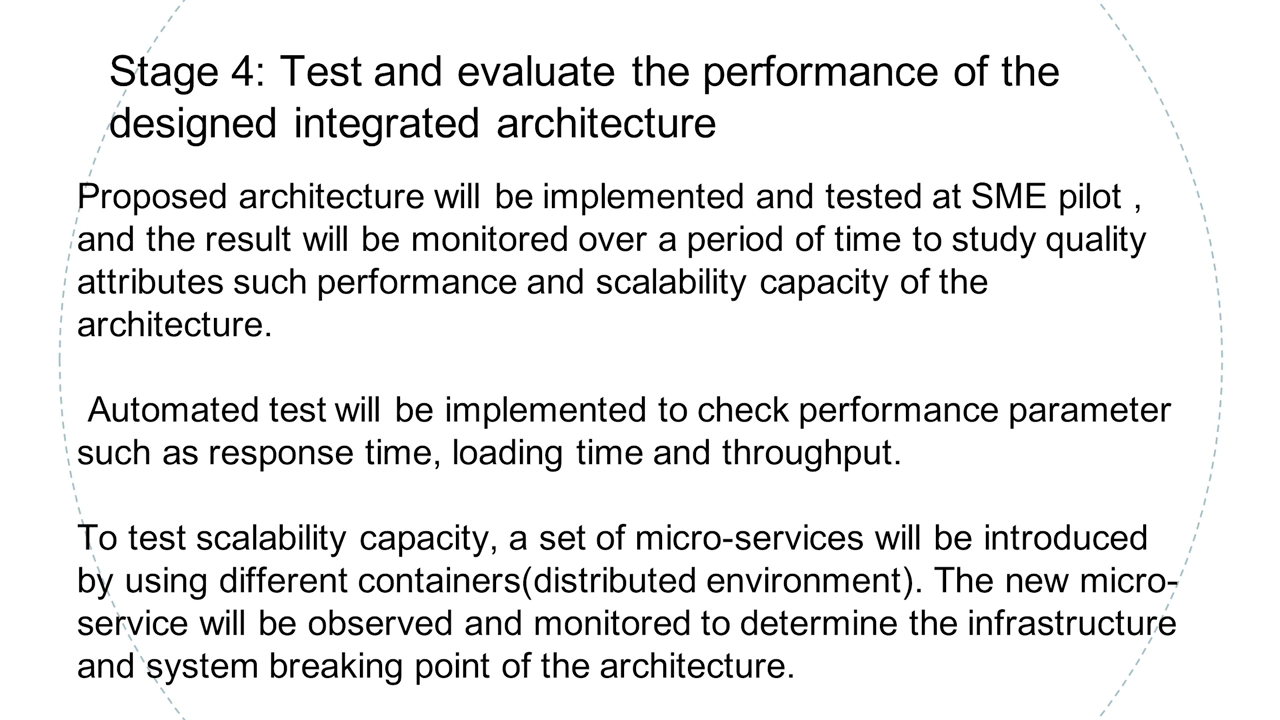 Stage 4: Test and evaluate the performance of the
designed integrated architecture
Proposed architecture will be implemented and tested at SME pilot ,
and the result will be monitored over a period of time to study quality
attributes such performance and scalability capacity of the
architecture.
Automated test will be implemented to check performance parameter
such as response time, loading time and throughput.
To test scalability capacity, a set of micro-services will be introduced
by using different containers(distributed environment). The new micro-
service will be observed and monitored to determine the infrastructure
and system breaking point of the architecture.